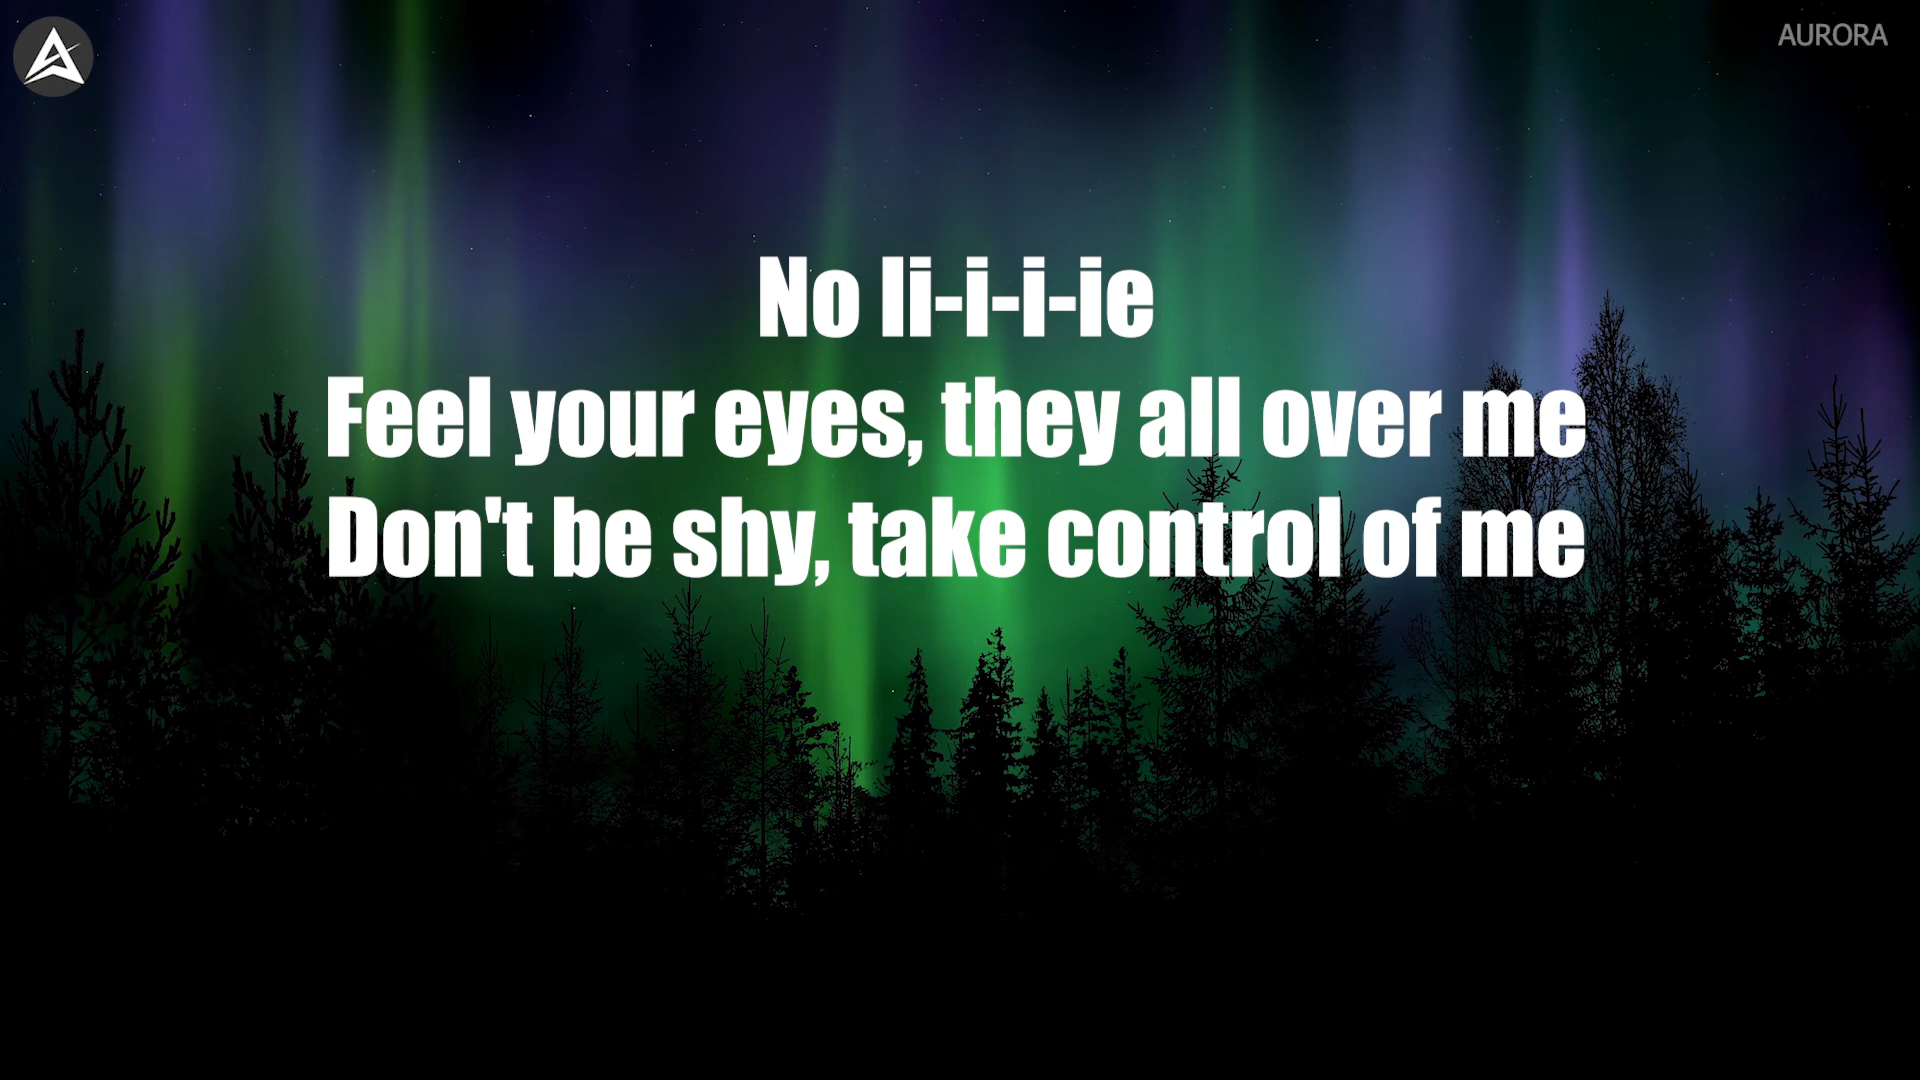 AURORA
No li-i-i-ie
Feel your eyes, they all over me
Don't be shy, take control of me